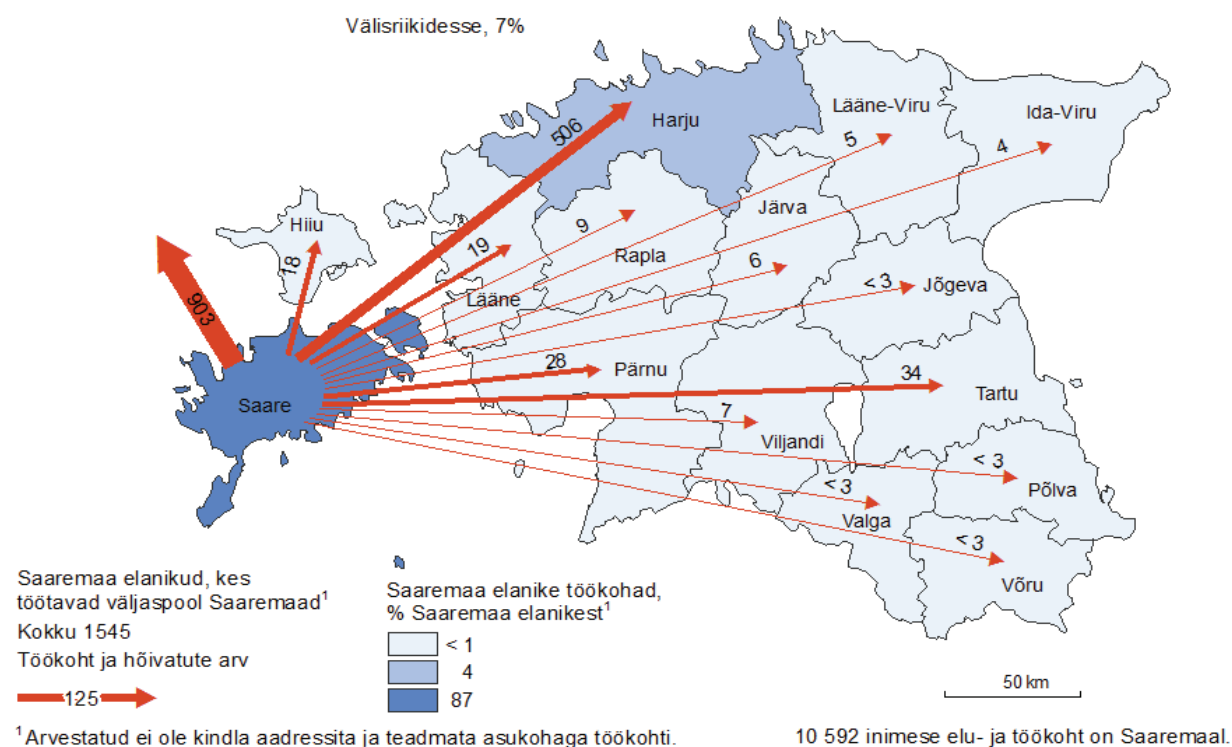 Välisriikidesse, 7%
Lääne-Viru
Ida-Viru
Harju
506
5
4
Hiiu
18
19
9
Järva
Rapla
6
903
Lääne
< 3
Jõgeva
28
Pärnu
34
Tartu
Saare
7
Viljandi
< 3
Põlva
< 3
Valga
< 3
Võru
Saaremaa elanikud, kes
töötavad väljaspool Saaremaad¹
Kokku 1545
Töökoht ja hõivatute arv
125
Saaremaa elanike töökohad,
% Saaremaa elanikest¹
< 1
4
87
50 km
¹ Arvestatud ei ole kindla aadressita ja teadmata asukohaga töökohti.
10 592 inimese elu- ja töökoht on Saaremaal.